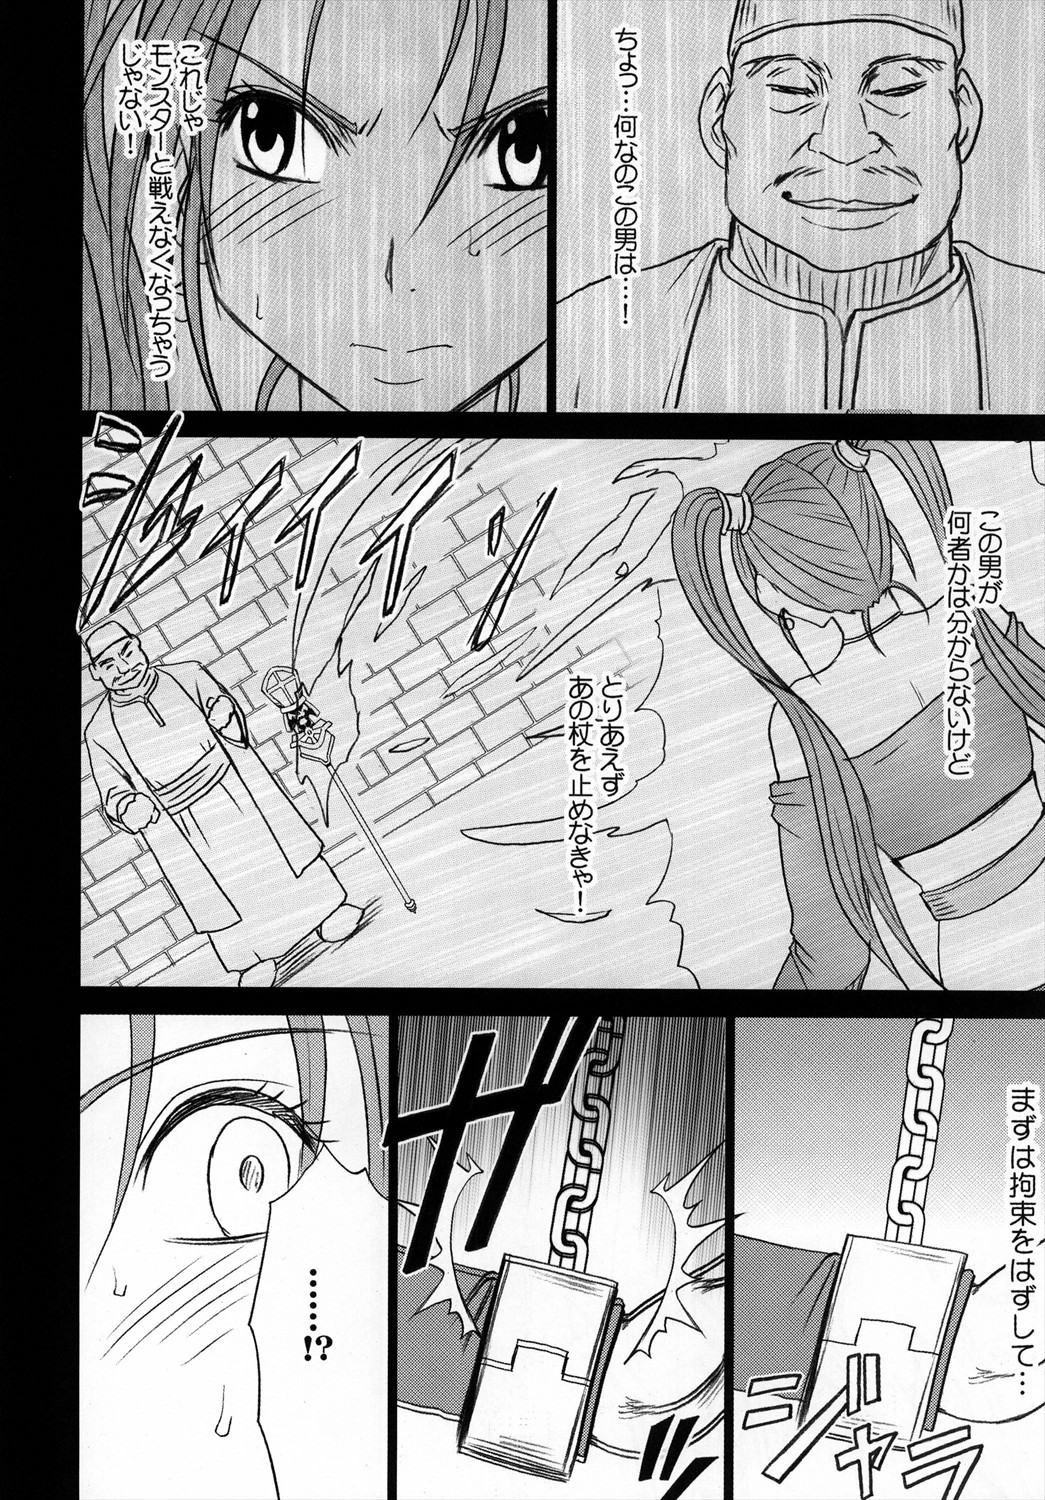 ちょっ…何なのこの男は……！
これじゃ
モンスターと戦えなくなっちゃう
じゃない！
この男が
何者かは分からないけど
とりあえず
あの杖を止めなきゃ！
ジュイイイン
まずは拘束をはずして…
ジャラ
ガギッ
……!?